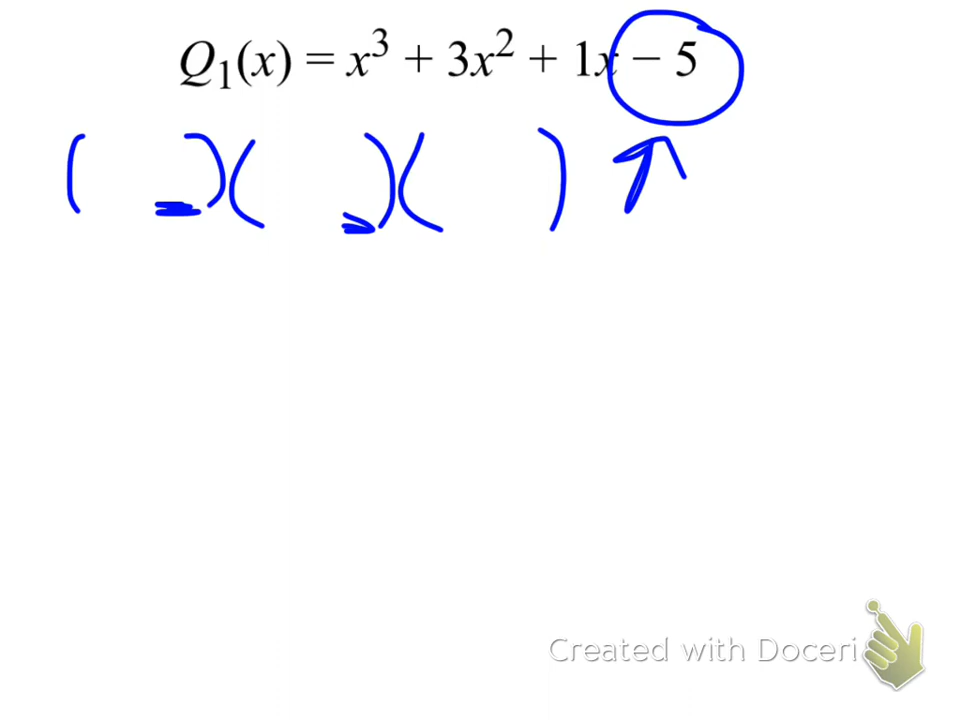 Q₁(x) = x³ + 3x² + 1x − 5
(   )(   )(   )
Created with Doceri